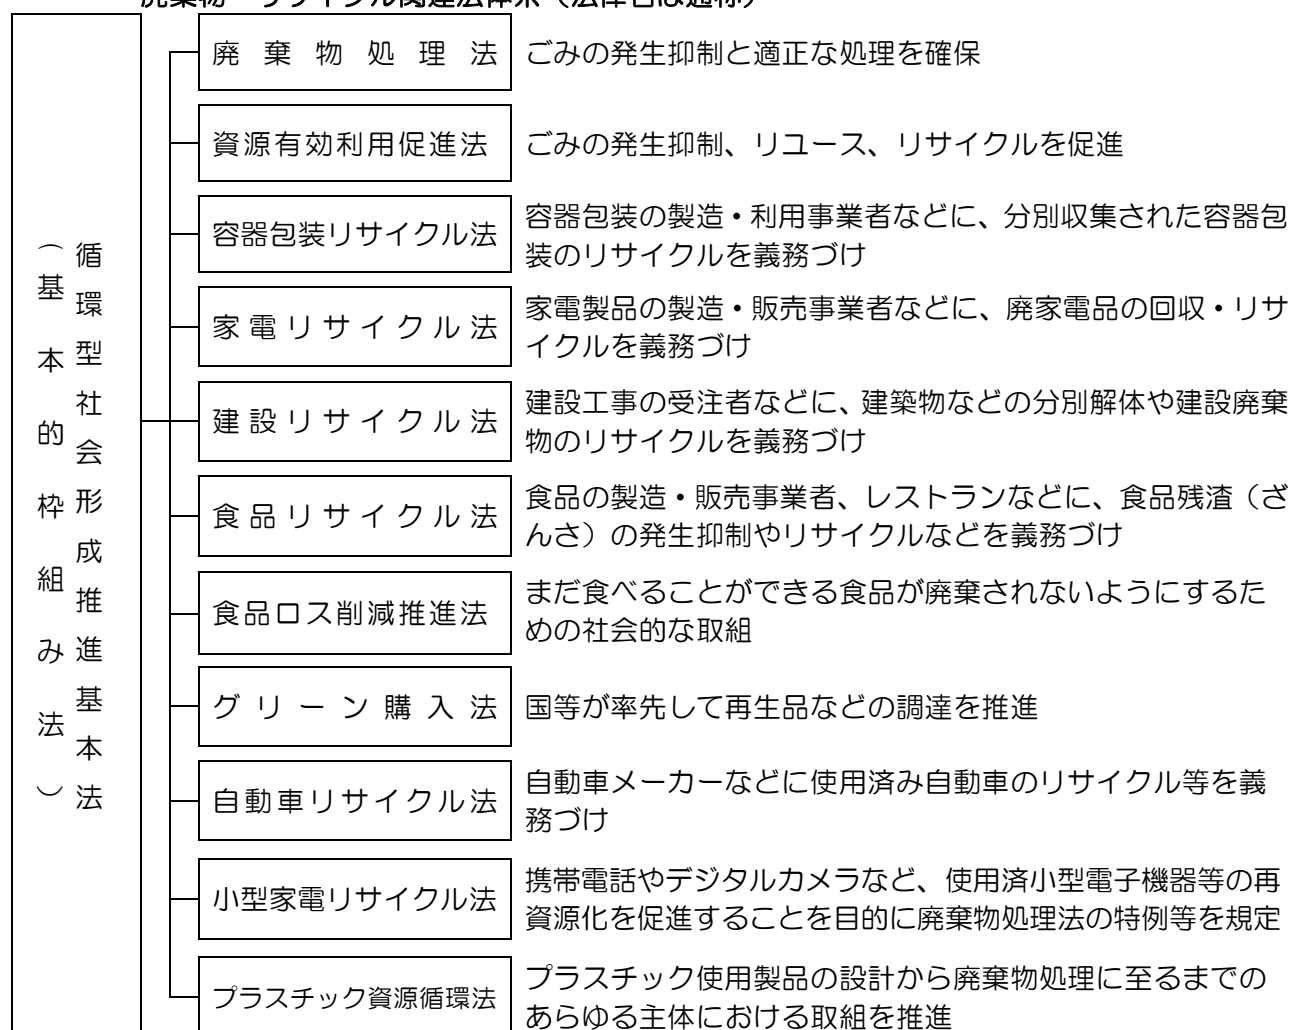 廃棄物・リサイクル関連法体系（法律名は通称）
循環型社会形成推進基本法
（基本的枠組み法）
廃棄物処理法
ごみの発生抑制と適正な処理を確保
資源有効利用促進法
ごみの発生抑制、リユース、リサイクルを促進
容器包装リサイクル法
容器包装の製造・利用事業者などに、分別収集された容器包
装のリサイクルを義務づけ
家電リサイクル法
家電製品の製造・販売事業者などに、廃家電品の回収・リサ
イクルを義務づけ
建設リサイクル法
建設工事の受注者などに、建築物などの分別解体や建設廃棄
物のリサイクルを義務づけ
食品リサイクル法
食品の製造・販売事業者、レストランなどに、食品残渣（ざ
んさ）の発生抑制やリサイクルなどを義務づけ
食品ロス削減推進法
まだ食べることができる食品が廃棄されないようにするた
めの社会的な取組
グリーン購入法
国等が率先して再生品などの調達を推進
自動車リサイクル法
自動車メーカーなどに使用済み自動車のリサイクル等を義
務づけ
小型家電リサイクル法
携帯電話やデジタルカメラなど、使用済小型電子機器等の再
資源化を促進することを目的に廃棄物処理法の特例等を規定
プラスチック資源循環法
プラスチック使用製品の設計から廃棄物処理に至るまでの
あらゆる主体における取組を推進